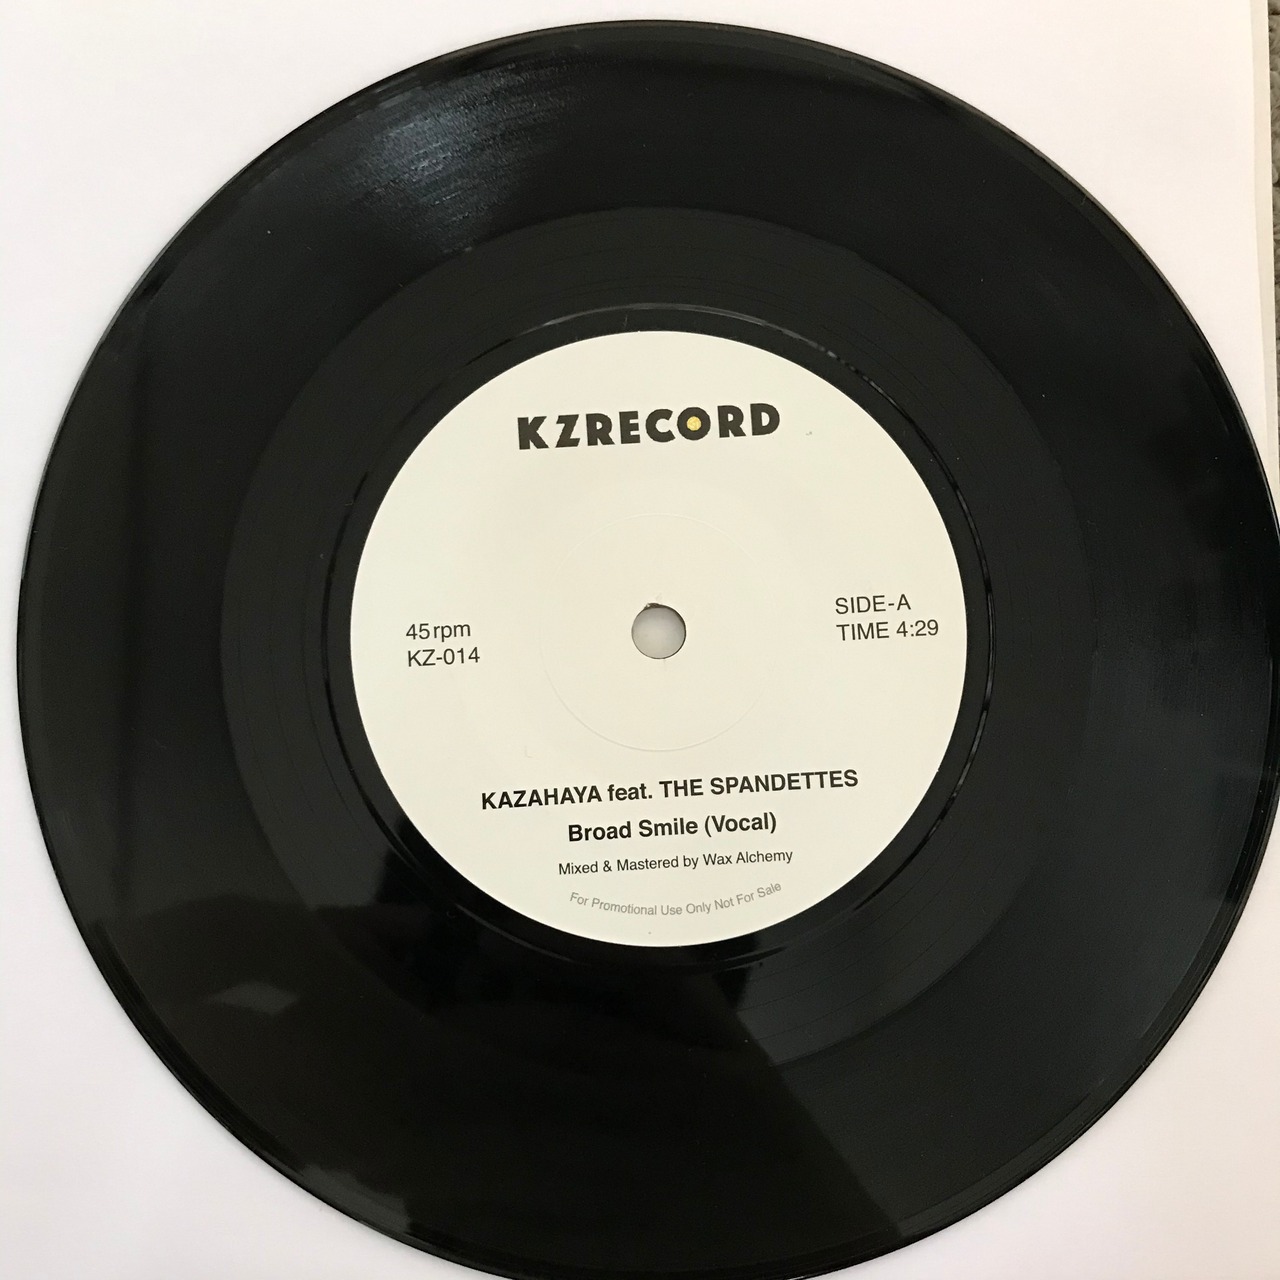 KZRECORD
45rpm
KZ-014
SIDE-A
TIME 4:29
KAZAHAYA feat. THE SPANDETTES
Broad Smile (Vocal)
Mixed & Mastered by Wax Alchemy
For Promotional Use Only Not For Sale